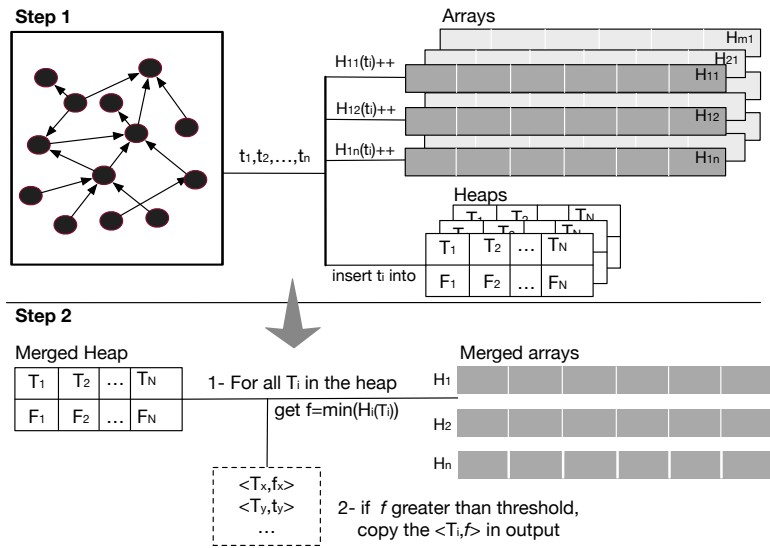 Step 1
Arrays
Hm1
H21
H11(ti)++
H11
H12(ti)++
H12
t1,t2,...,tn
H1n(ti)++
H1n
Heaps
T1 T2 TN
T1 T2 TN
T1 T2 ... TN
insert ti into
F1 F2 ... FN
Step 2
Merged Heap
Merged arrays
T1 T2 ... TN
F1 F2 ... FN
1- For all Ti in the heap
get f=min(Hi(Ti))
H1
H2
Hn
<Tx,fx>
<Ty,ty>
...
2- if f greater than threshold,
copy the <Ti,f> in output